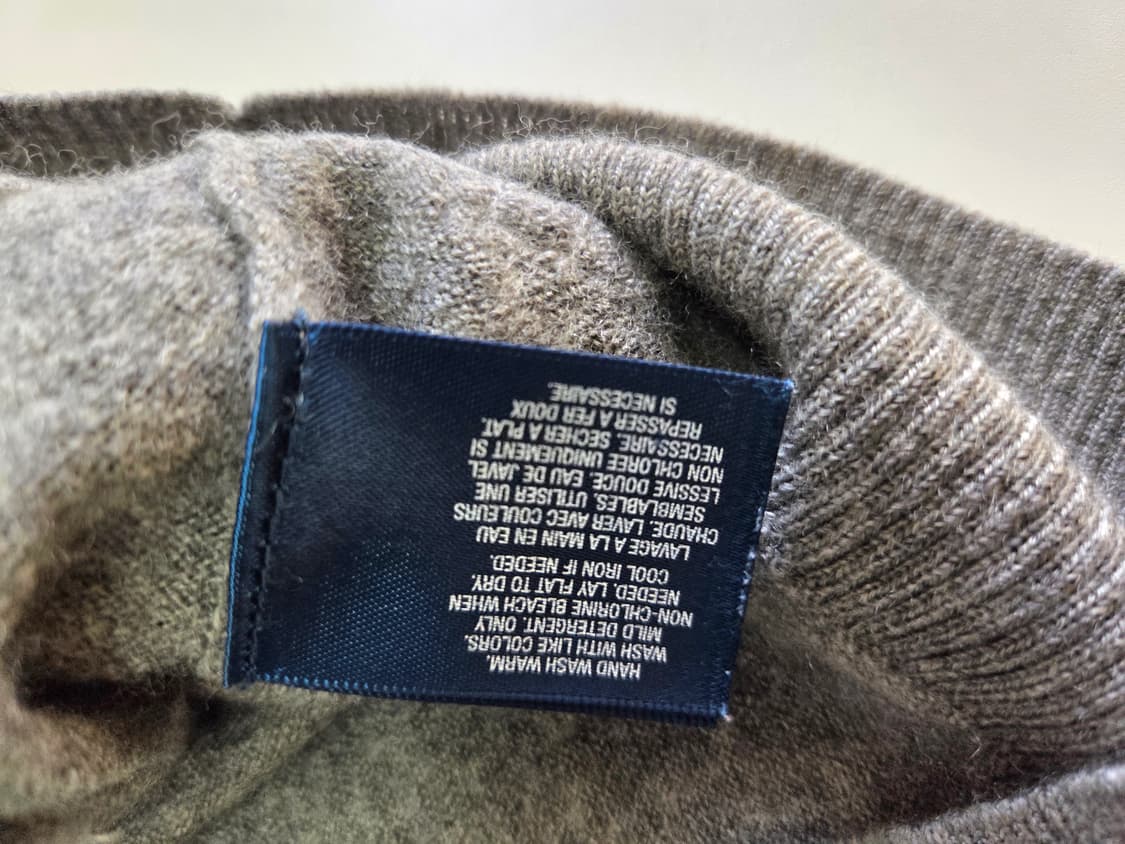 HAND WASH WARM.
WASH WITH LIKE COLORS.
MILD DETERGENT. ONLY
NON-CHLORINE BLEACH WHEN
NEEDED. LAY FLAT TO DRY.
COOL IRON IF NEEDED.
LAVAGE A LA MAIN EN EAU
CHAUDE. LAVER AVEC COULEURS
SEMBLABLES. UTILISER UNE
LESSIVE DOUCE. EAU DE JAVEL
NON CHLOREE UNIQUEMENT SI
NECESSAIRE. SECHER A PLAT.
REPASSER A FER DOUX
SI NECESSAIRE.